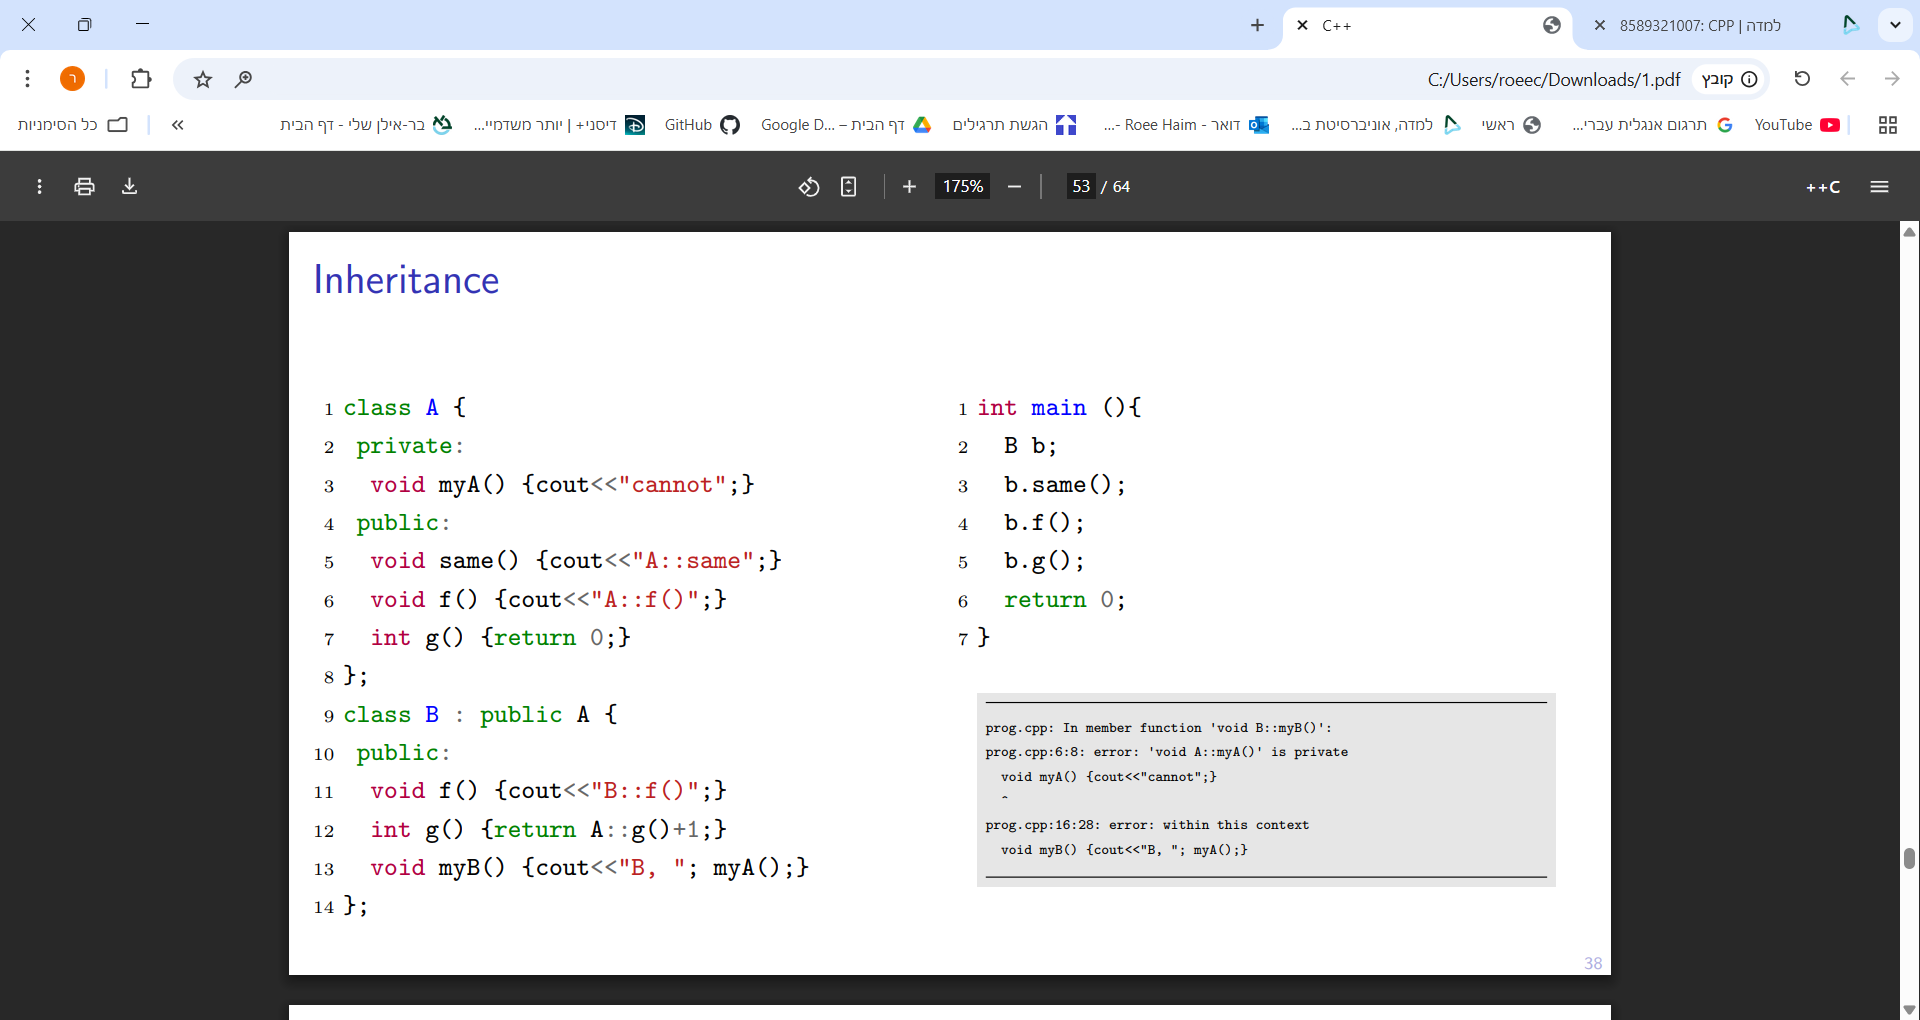 C++
למדה | 8589321007: CPP
C:/Users/roeec/Downloads/1.pdf
קובץ
כל הסימניות
»
בר-אילן שלי - דף הבית
דיסני+ | יותר משדמיי...
GitHub
דף הבית – Google D...
הגשת תרגילים
דואר - Roee Haim -...
למדה, אוניברסיטת ב...
ראשי
תרגום אנגלית עברי...
YouTube
175%
53 / 64
++C
Inheritance
1 class A {
2 private:
3 void myA() {cout<<"cannot";}
4 public:
5 void same() {cout<<"A::same";}
6 void f() {cout<<"A::f()";}
7 int g() {return 0;}
8 };
9 class B : public A {
10 public:
11 void f() {cout<<"B::f()";}
12 int g() {return A::g()+1;}
13 void myB() {cout<<"B, "; myA();}
14 };
1 int main (){
2 B b;
3 b.same();
4 b.f();
5 b.g();
6 return 0;
7 }
prog.cpp: In member function 'void B::myB()':
prog.cpp:6:8: error: 'void A::myA()' is private
void myA() {cout<<"cannot";}
^
prog.cpp:16:28: error: within this context
void myB() {cout<<"B, "; myA();}
38